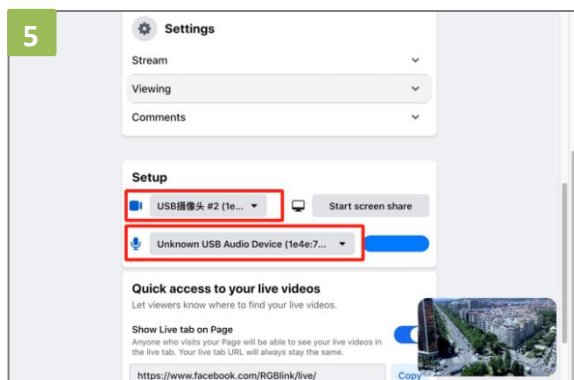 5
Settings
Stream
Viewing
Comments
Setup
USB摄像头 #2 (1e...
Start screen share
Unknown USB Audio Device (1e4e:7...
Quick access to your live videos
Let viewers know where to find your live videos.
Show Live tab on Page
Anyone who visits your Page will be able to see your live videos in
the live tab. Your live tab URL will always stay the same.
https://www.facebook.com/RGBlink/live/
Copy